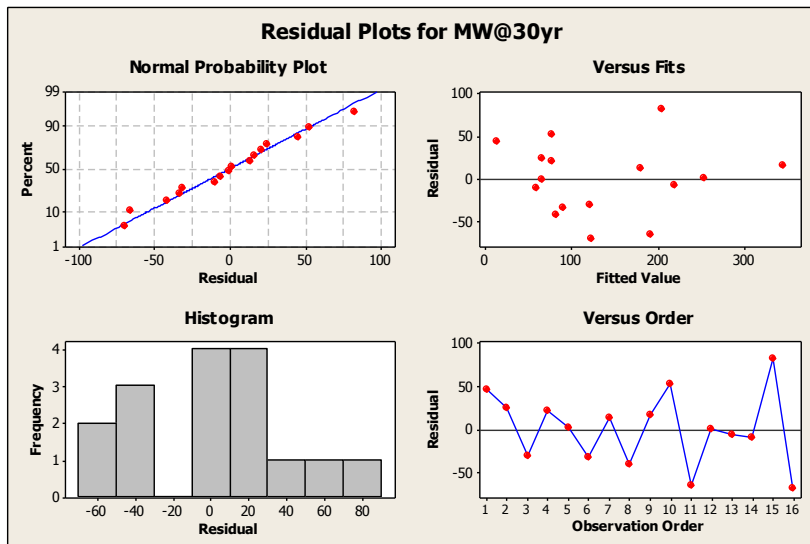 Residual Plots for MW@30yr
Normal Probability Plot
99
90
50
10
1
Percent
-100 -50 0 50 100
Residual
Versus Fits
100
50
0
-50
Residual
0 100 200 300
Fitted Value
Histogram
4
3
2
1
0
Frequency
-60 -40 -20 0 20 40 60 80
Residual
Versus Order
100
50
0
-50
Residual
1 2 3 4 5 6 7 8 9 10 11 12 13 14 15 16
Observation Order